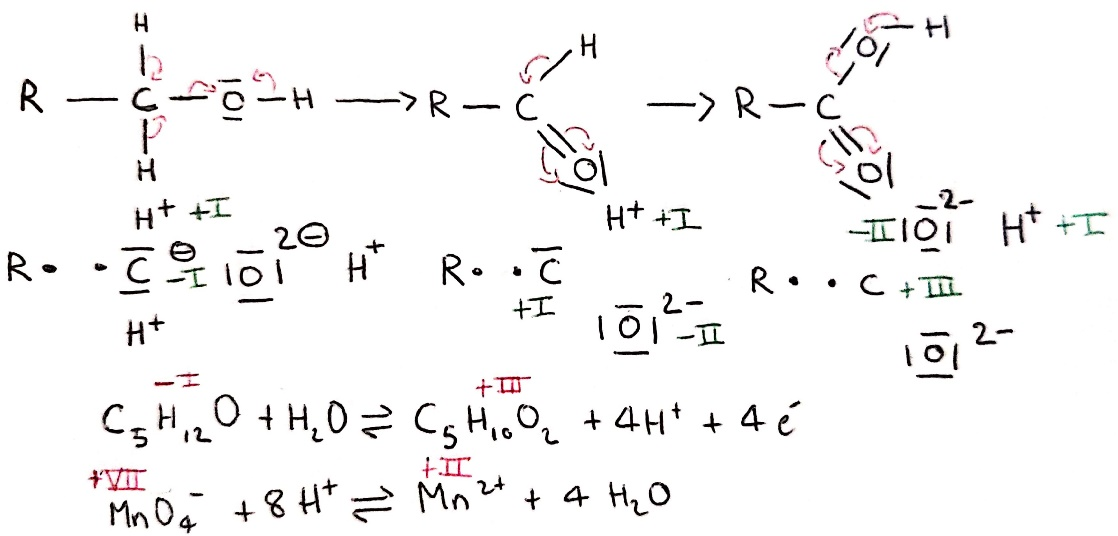 H H H
R — C — O — H → R — C → R — C O — H
H O O
H⁺ +I H⁺ +I -II |O|²⁻ H⁺ +I
R• •C⊖ -I |O|²⊖ H⁺ R• •C +I R• •C +III
H⁺ |O|²⁻ -II |O|²⁻
-I +III
C₅H₁₂O + H₂O ⇌ C₅H₁₀O₂ + 4H⁺ + 4e⁻
+VII +II
MnO₄⁻ + 8H⁺ ⇌ Mn²⁺ + 4H₂O